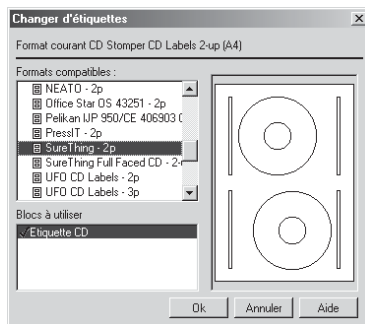 Changer d'étiquettes
Format courant CD Stomper CD Labels 2-up (A4)
Formats compatibles :
NEATO - 2p
Office Star OS 43251 - 2p
Pelikan IJP 950/CE 406903 (
PressIT - 2p
SureThing - 2p
SureThing Full Faced CD - 2-
UFO CD Labels - 2p
UFO CD Labels - 3p
Blocs à utiliser
Etiquette CD
Ok
Annuler
Aide